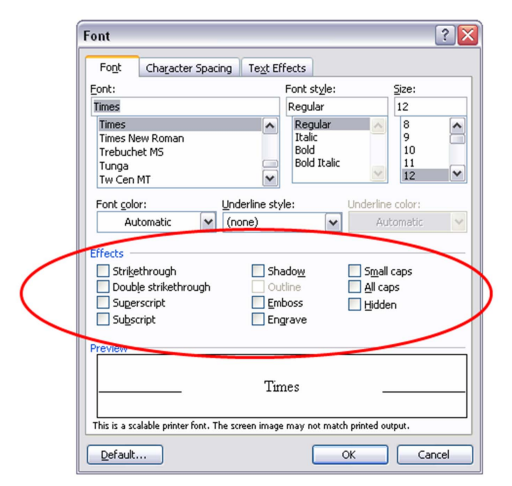 Font
Font Character Spacing Text Effects
Font: Font style: Size:
Times Regular 12
Times Regular 8
Times New Roman Italic 9
Trebuchet MS Bold 10
Tunga Bold Italic 11
Tw Cen MT 12
Font color: Underline style: Underline color:
Automatic (none) Automatic
Effects
Strikethrough Shadow Small caps
Double strikethrough Outline All caps
Superscript Emboss Hidden
Subscript Engrave
Preview
Times
This is a scalable printer font. The screen image may not match printed output.
Default... OK Cancel